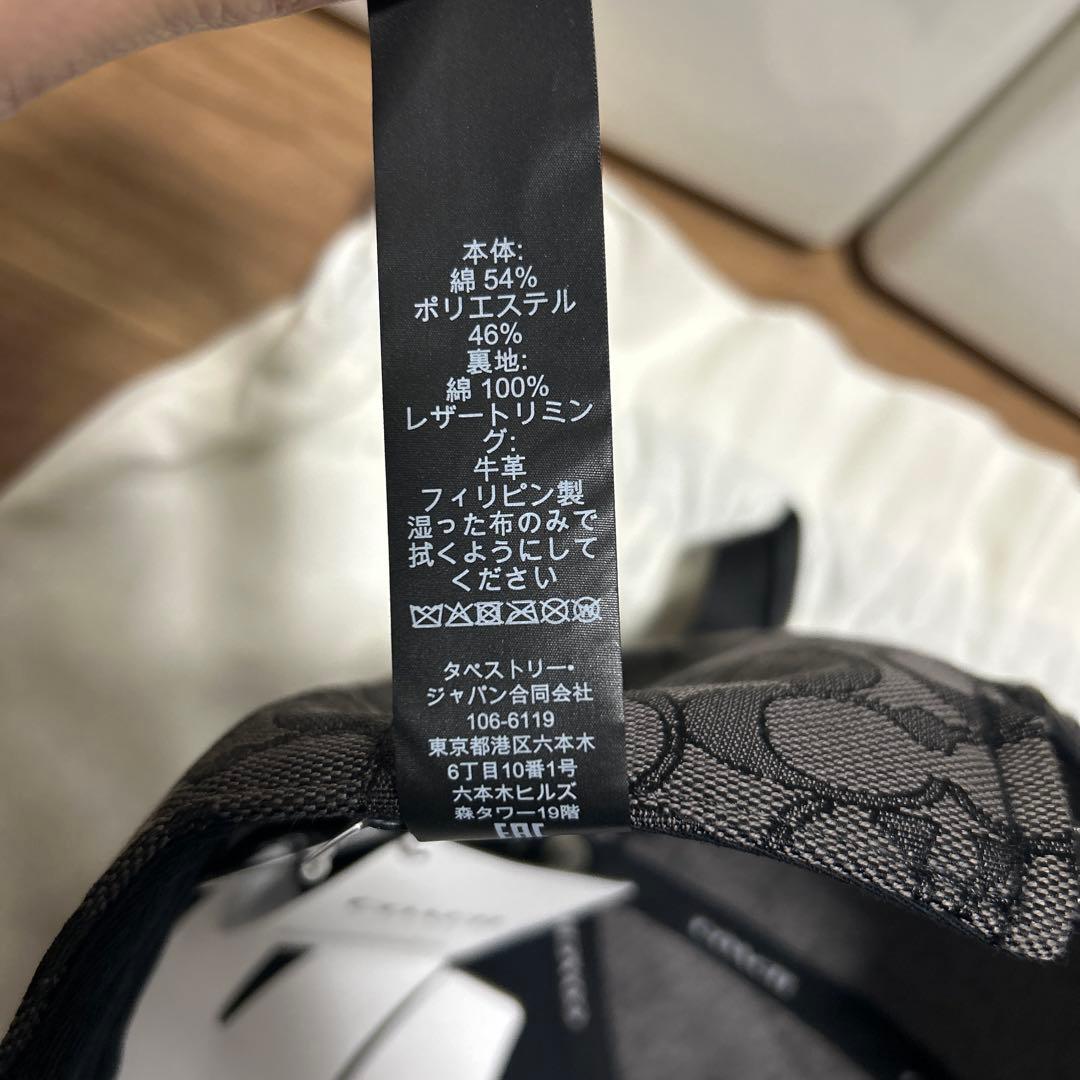 本体:
綿 54%
ポリエステル
46%
裏地:
綿 100%
レザートリミン
グ:
牛革
フィリピン製
湿った布のみで
拭くようにして
ください
タペストリー・
ジャパン合同会社
106-6119
東京都港区六本木
6丁目10番1号
六本木ヒルズ
森タワー19階
EAC
COACH
COACH